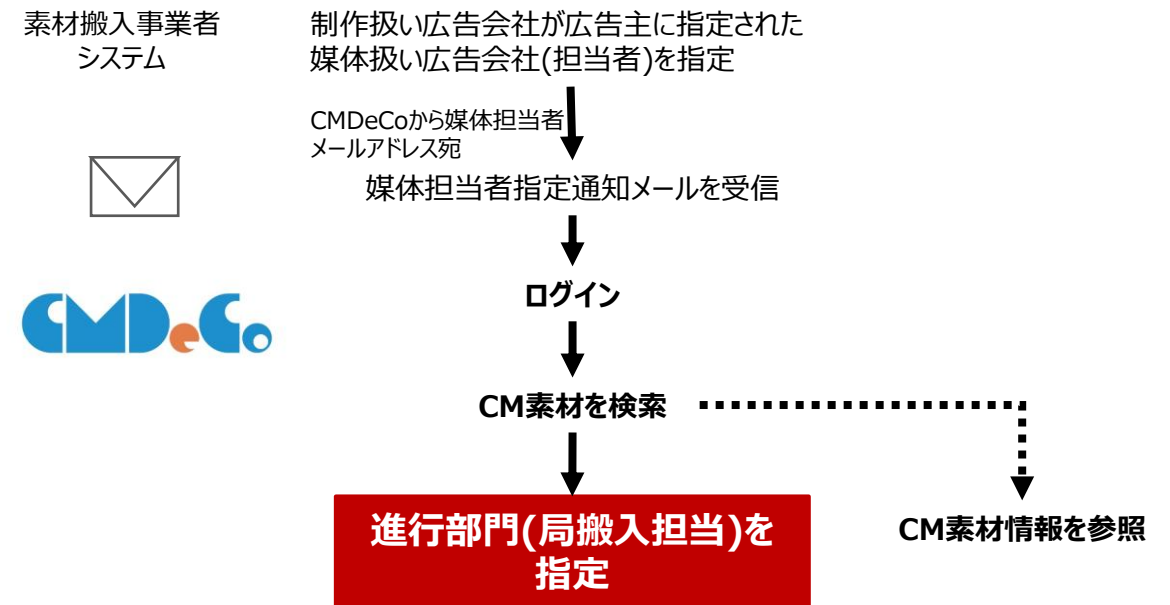 素材搬入事業者
システム
制作扱い広告会社が広告主に指定された
媒体扱い広告会社(担当者)を指定
CMDeCoから媒体担当者
メールアドレス宛
媒体担当者指定通知メールを受信
CMDeCo
ログイン
CM素材を検索
進行部門(局搬入担当)を
指定
CM素材情報を参照